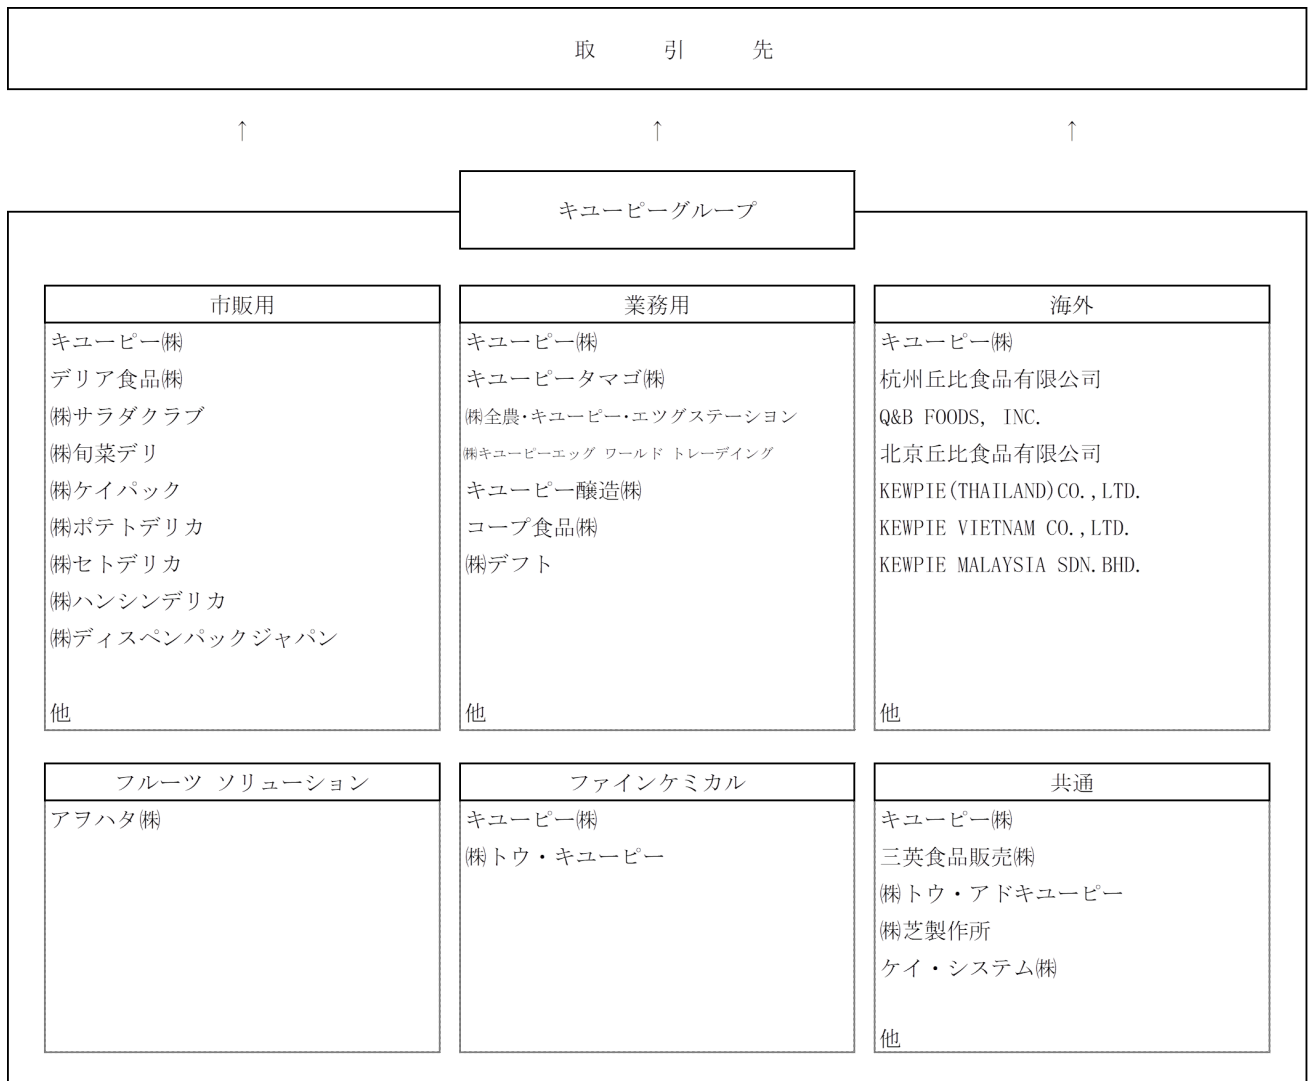 取 引 先
↑ ↑ ↑
キユーピーグループ
市販用
キユーピー㈱
デリア食品㈱
㈱サラダクラブ
㈱旬菜デリ
㈱ケイパック
㈱ポテトデリカ
㈱セトデリカ
㈱ハンシンデリカ
㈱ディスペンパックジャパン
他
業務用
キユーピー㈱
キユーピータマゴ㈱
㈱全農・キユーピー・エツグステーシヨン
㈱キユーピーエッグ ワールド トレーデイング
キユーピー醸造㈱
コープ食品㈱
㈱デフト
他
海外
キユーピー㈱
杭州丘比食品有限公司
Q&B FOODS, INC.
北京丘比食品有限公司
KEWPIE(THAILAND)CO.,LTD.
KEWPIE VIETNAM CO.,LTD.
KEWPIE MALAYSIA SDN.BHD.
他
フルーツ ソリューション
アヲハタ㈱
ファインケミカル
キユーピー㈱
㈱トウ・キユーピー
共通
キユーピー㈱
三英食品販売㈱
㈱トウ・アドキユーピー
㈱芝製作所
ケイ・システム㈱
他